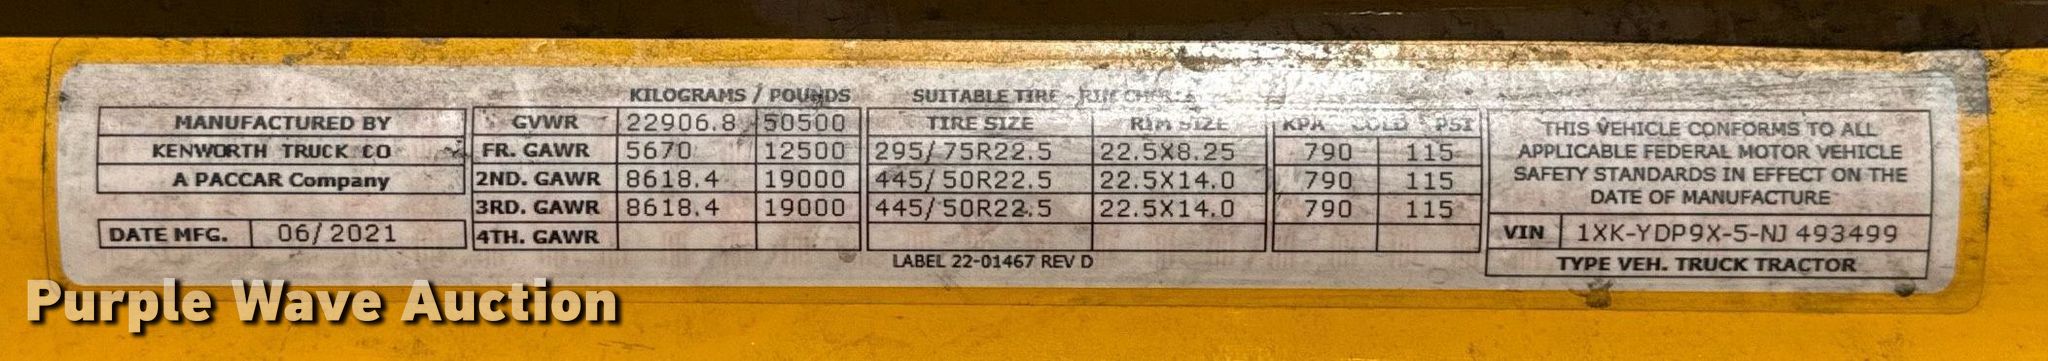 KILOGRAMS / POUNDS SUITABLE TIRE - RIM CHOICE
MANUFACTURED BY
KENWORTH TRUCK CO
A PACCAR Company
DATE MFG. 06/2021
GVWR 22906.8 50500 TIRE SIZE RIM SIZE KPA COLD PSI
FR. GAWR 5670 12500 295/75R22.5 22.5X8.25 790 115
2ND. GAWR 8618.4 19000 445/50R22.5 22.5X14.0 790 115
3RD. GAWR 8618.4 19000 445/50R22.5 22.5X14.0 790 115
4TH. GAWR
LABEL 22-01467 REV D
THIS VEHICLE CONFORMS TO ALL
APPLICABLE FEDERAL MOTOR VEHICLE
SAFETY STANDARDS IN EFFECT ON THE
DATE OF MANUFACTURE
VIN 1XK-YDP9X-5-NJ 493499
TYPE VEH. TRUCK TRACTOR
Purple Wave Auction